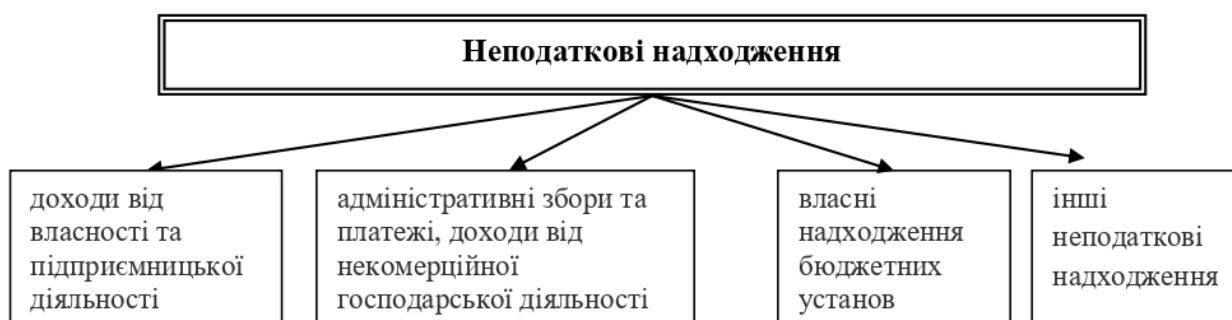 Неподаткові надходження
доходи від
власності та
підприємницької
діяльності
адміністративні збори та
платежі, доходи від
некомерційної
господарської діяльності
власні
надходження
бюджетних
установ
інші
неподаткові
надходження